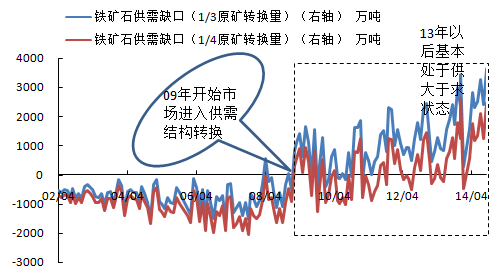 铁矿石供需缺口（1/3原矿转换量）（右轴） 万吨
铁矿石供需缺口（1/4原矿转换量）（右轴） 万吨
13年以
后基本
处于供
大于求
状态
09年开始市
场进入供需
结构转换
4000
3000
2000
1000
0
-1000
-2000
-3000
02/04
04/04
06/04
08/04
10/04
12/04
14/04